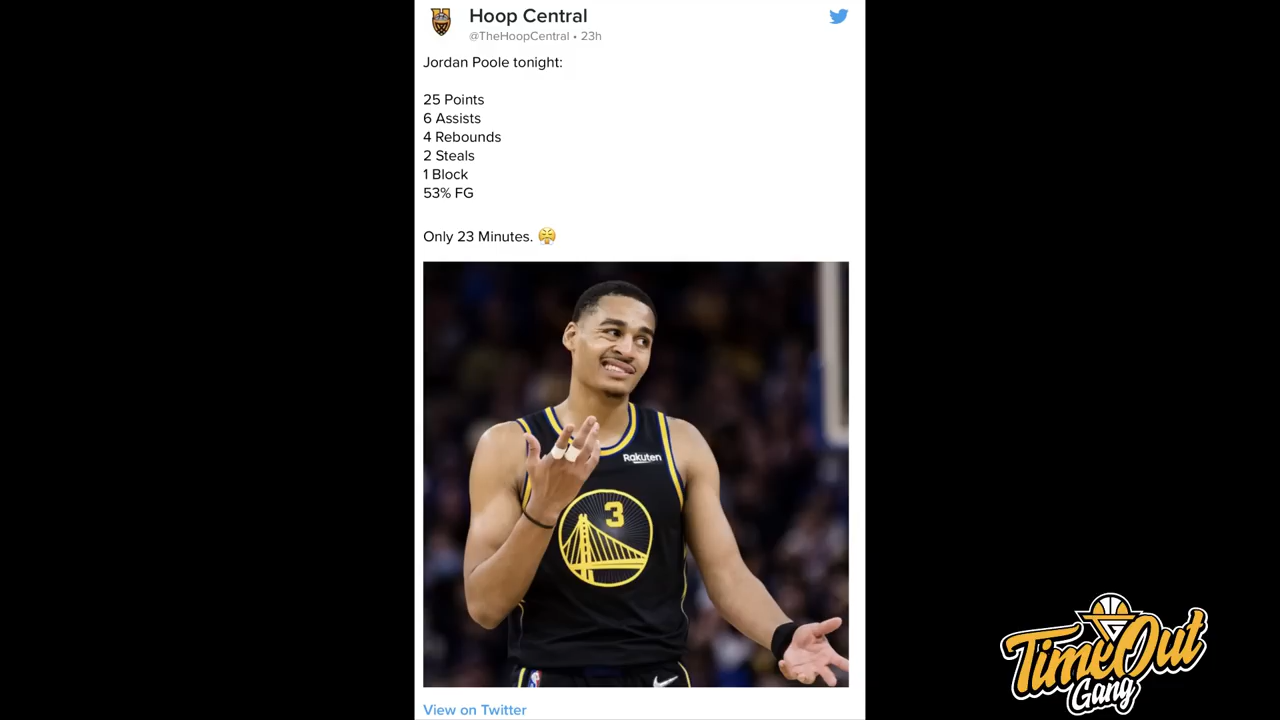 Hoop Central
@TheHoopCentral • 23h
Jordan Poole tonight:
25 Points
6 Assists
4 Rebounds
2 Steals
1 Block
53% FG
Only 23 Minutes. 😤
Rakuten
3
View on Twitter
TimeOut
Gang